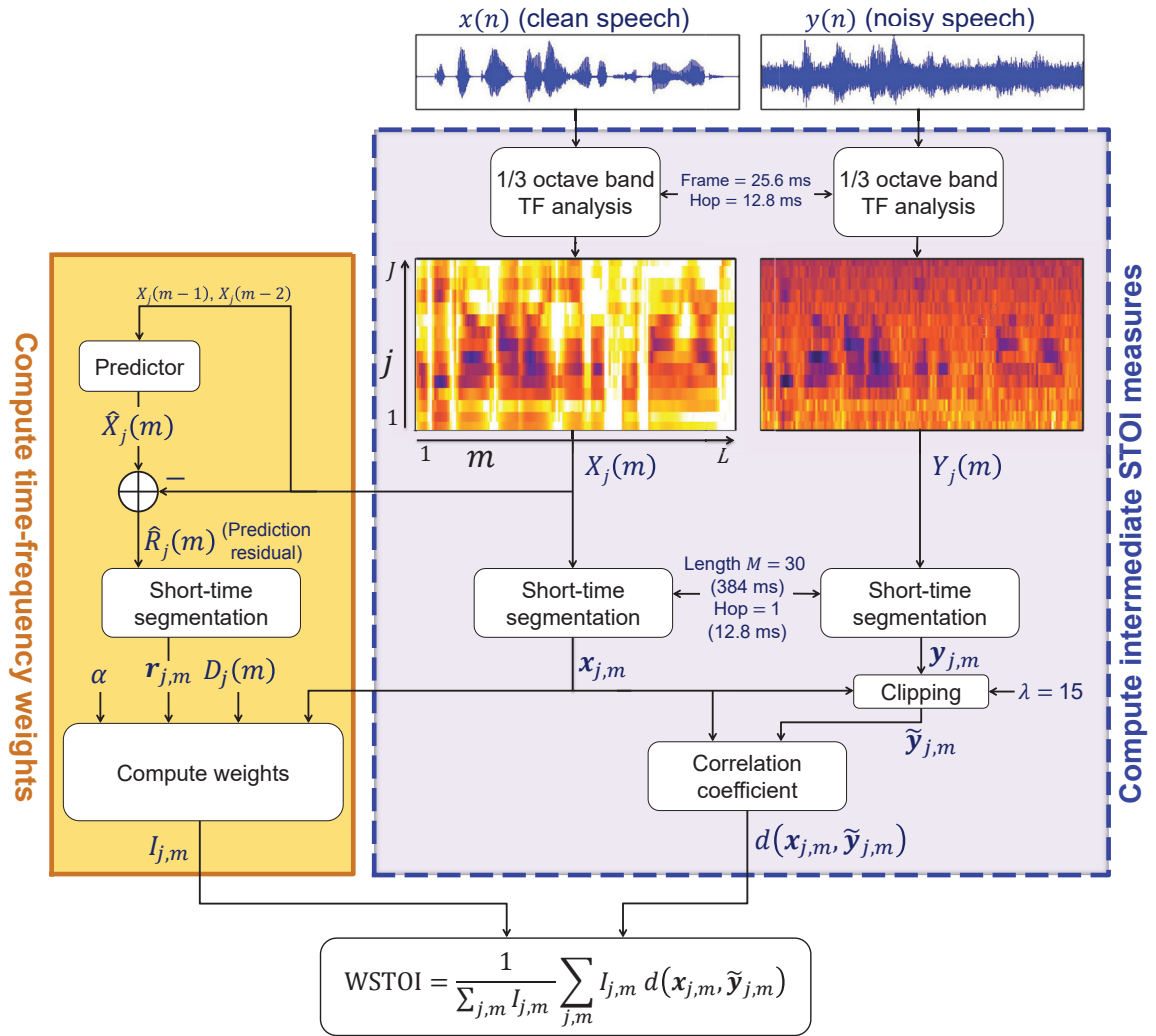 x(n) (clean speech)
y(n) (noisy speech)
1/3 octave band
TF analysis
Frame = 25.6 ms
Hop = 12.8 ms
1/3 octave band
TF analysis
J
j
1
1
m
L
X_j(m)
Y_j(m)
X_j(m − 1), X_j(m − 2)
Predictor
X̂_j(m)
−
R̂_j(m) (Prediction
residual)
Short-time
segmentation
Short-time
segmentation
Length M = 30
(384 ms)
Hop = 1
(12.8 ms)
Short-time
segmentation
α
r_{j,m}
D_j(m)
x_{j,m}
y_{j,m}
Clipping
λ = 15
ỹ_{j,m}
Compute weights
Correlation
coefficient
I_{j,m}
d(x_{j,m}, ỹ_{j,m})
WSTOI = \frac{1}{∑_{j,m} I_{j,m}} ∑_{j,m} I_{j,m} d(x_{j,m}, ỹ_{j,m})
Compute time-frequency
weights
Compute intermediate STOI measures